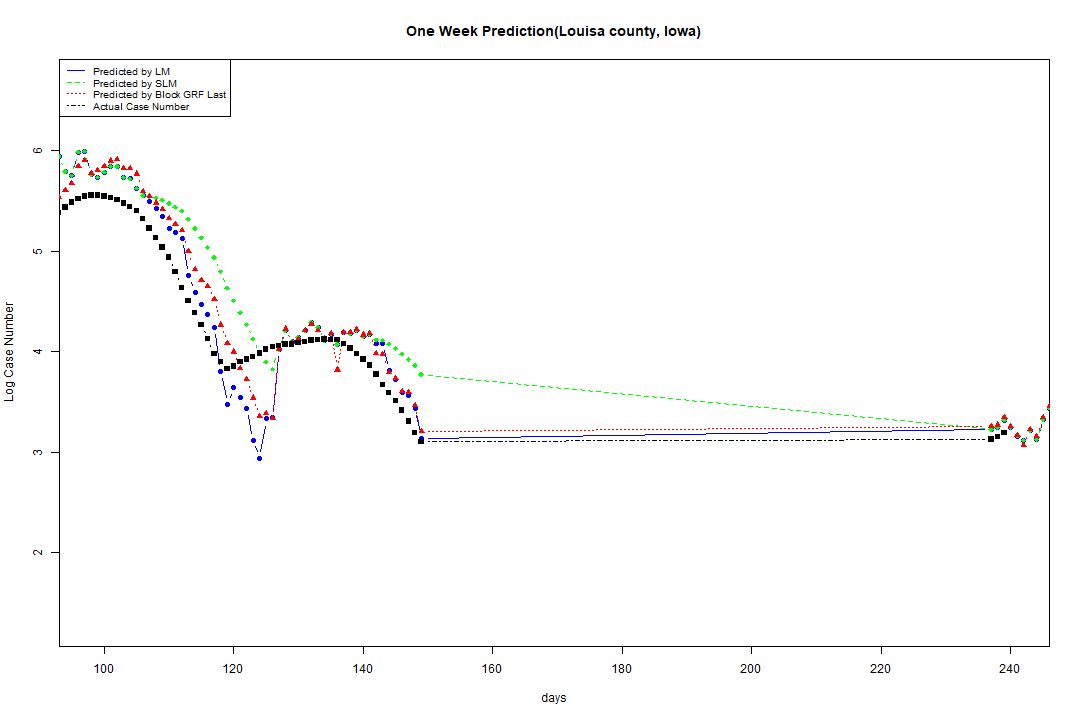 One Week Prediction(Louisa county, Iowa)
Predicted by LM
Predicted by SLM
Predicted by Block GRF Last
Actual Case Number
6
5
4
3
2
Log Case Number
100 120 140 160 180 200 220 240
days